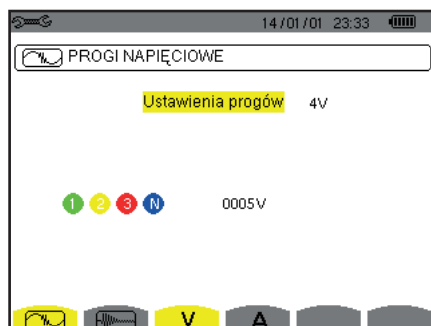 14/01/01 23:33
PROGI NAPIĘCIOWE
Ustawienia progów 4V
1 2 3 N 0005V
V A